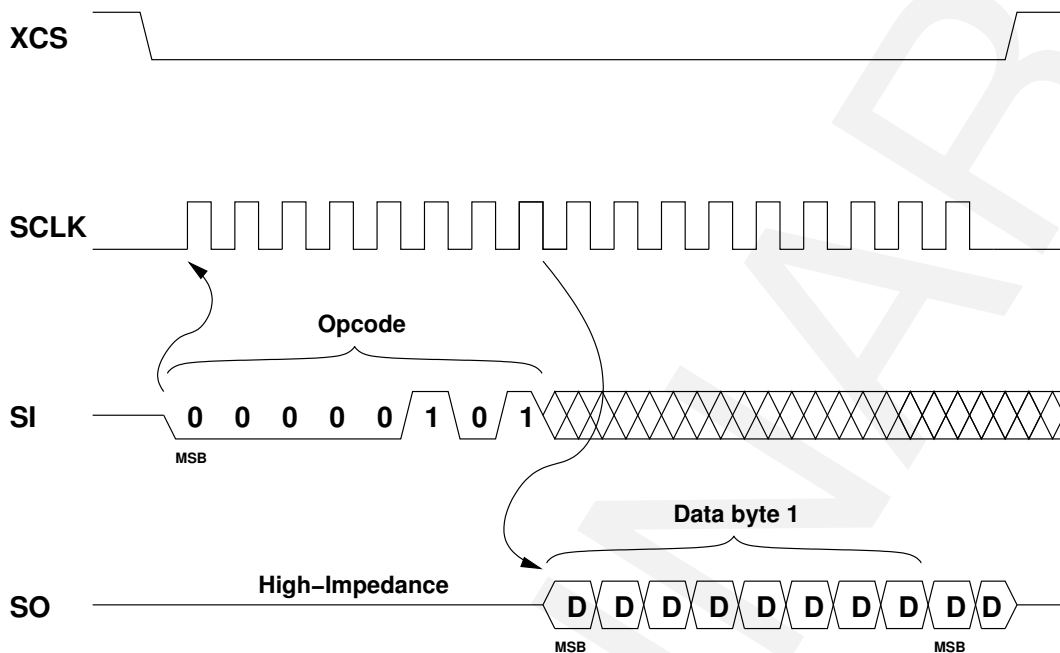 XCS
SCLK
Opcode
SI 0 0 0 0 0 1 0 1
MSB
Data byte 1
High−Impedance
SO D D D D D D D D D D
MSB MSB